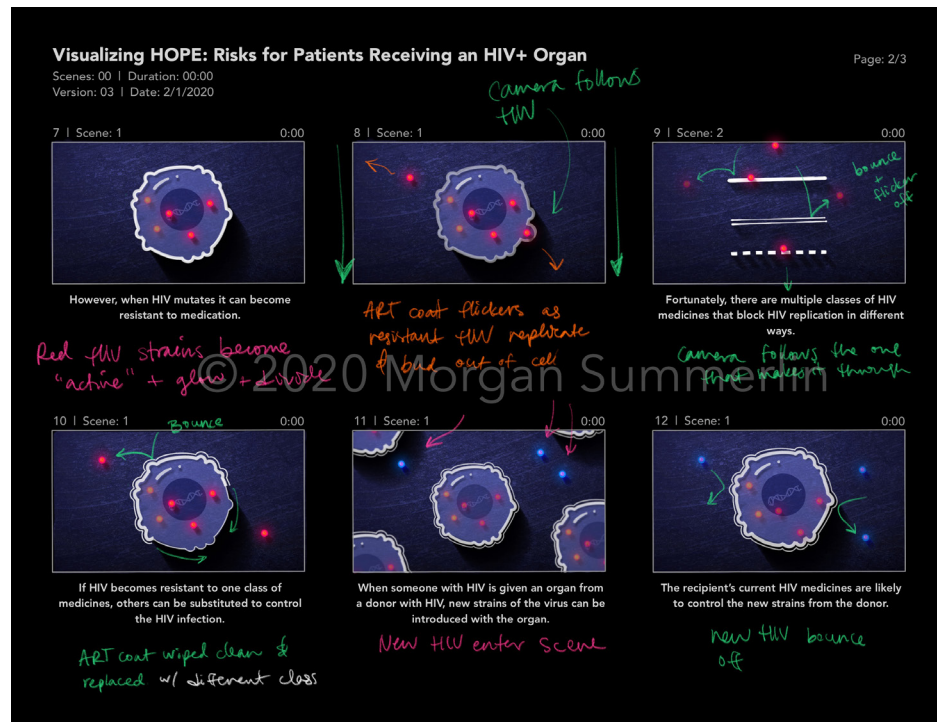 Visualizing HOPE: Risks for Patients Receiving an HIV+ Organ
Page: 2/3
Scenes: 00 | Duration: 00:00
Version: 03 | Date: 2/1/2020
Camera follows
HIV
7 | Scene: 1 0:00
8 | Scene: 1 0:00
9 | Scene: 2 0:00
bounce
+
flicker
off
However, when HIV mutates it can become
resistant to medication.
Red HIV strains become
"active" + glow + divide
ART coat flickers as
resistant HIV replicate
& bud out of cell
Fortunately, there are multiple classes of HIV
medicines that block HIV replication in different
ways.
Camera follows the one
that makes it through
© 2020 Morgan Summerlin
10 | Scene: 1 0:00
Bounce
11 | Scene: 1 0:00
12 | Scene: 1 0:00
If HIV becomes resistant to one class of
medicines, others can be substituted to control
the HIV infection.
ART coat wiped clean &
replaced w/ different class
When someone with HIV is given an organ from
a donor with HIV, new strains of the virus can be
introduced with the organ.
New HIV enter scene
The recipient's current HIV medicines are likely
to control the new strains from the donor.
new HIV bounce
off